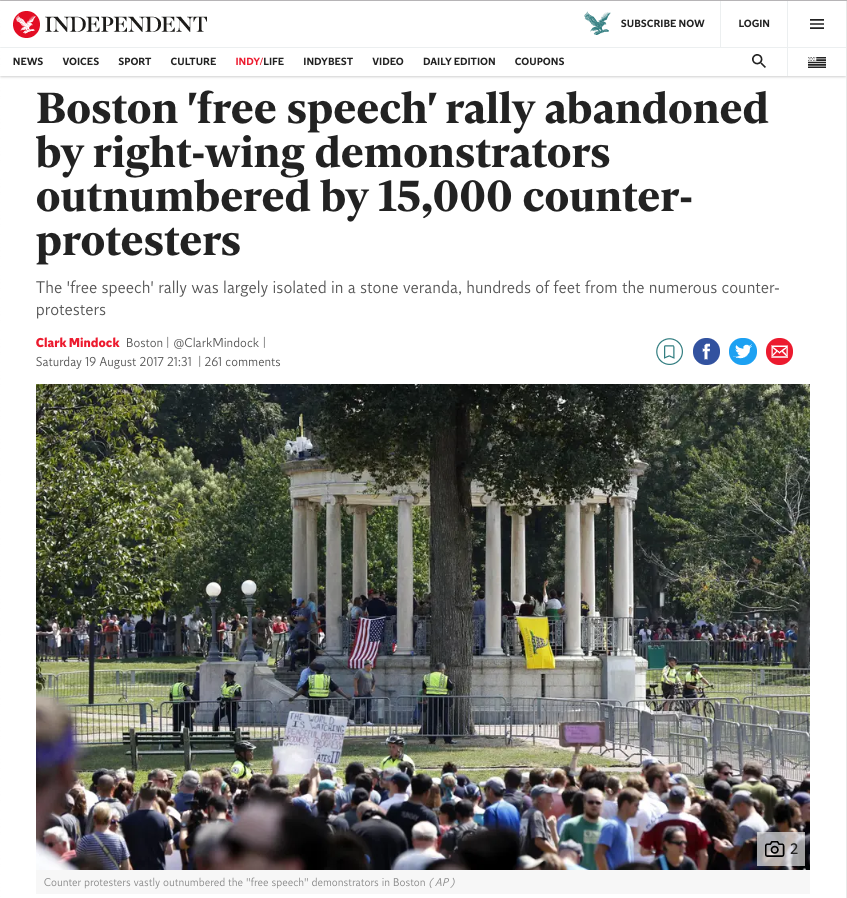 INDEPENDENT
SUBSCRIBE NOW
LOGIN
NEWS VOICES SPORT CULTURE INDY/LIFE INDYBEST VIDEO DAILY EDITION COUPONS
Boston 'free speech' rally abandoned
by right-wing demonstrators
outnumbered by 15,000 counter-
protesters
The 'free speech' rally was largely isolated in a stone veranda, hundreds of feet from the numerous counter-
protesters
Clark Mindock Boston | @ClarkMindock |
Saturday 19 August 2017 21:31 | 261 comments
f
THE WORLD
IS WATCHING
2
Counter protesters vastly outnumbered the "free speech" demonstrators in Boston ( AP )